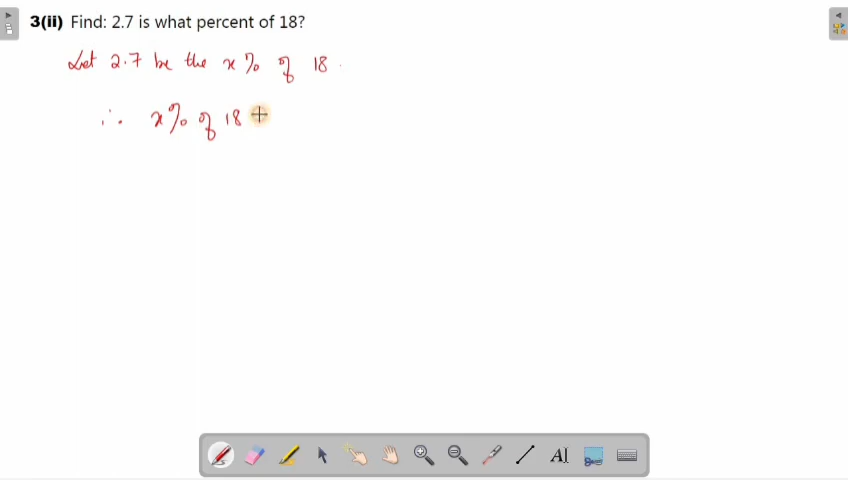 3(ii) Find: 2.7 is what percent of 18?
Let 2.7 be the x% of 18.
∴ x% of 18
AI